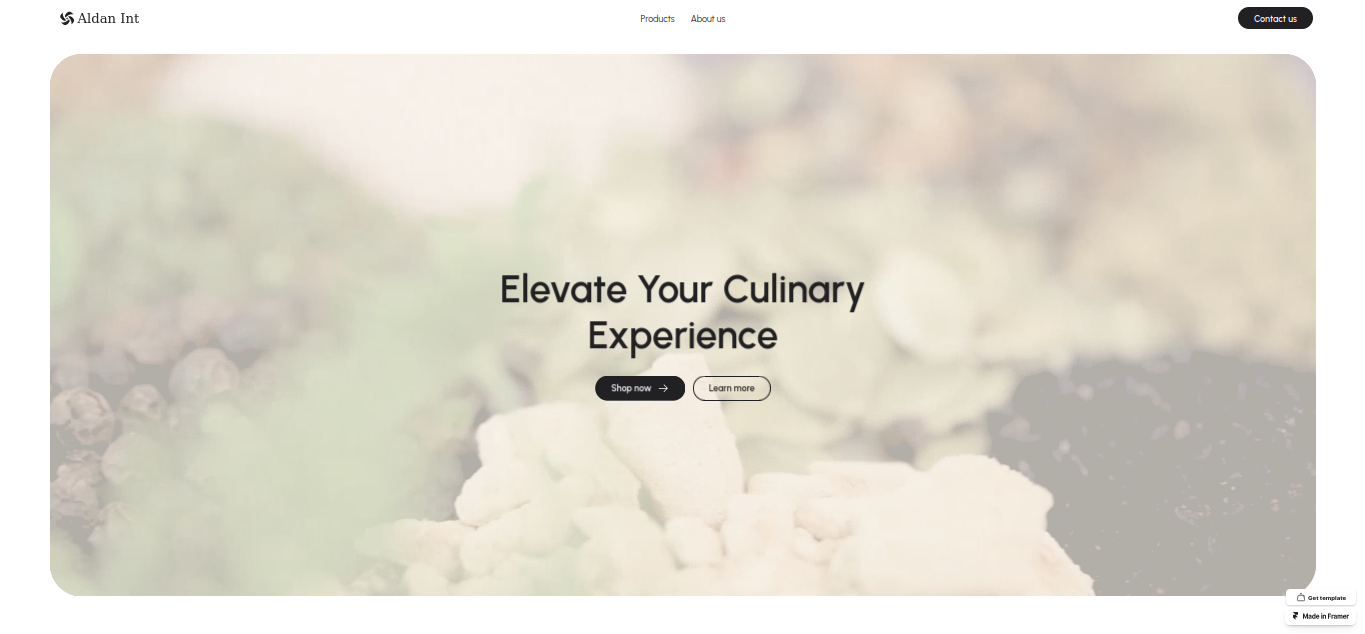 Aldan Int
Products
About us
Contact us
Elevate Your Culinary
Experience
Shop now
Learn more
Get template
Made in Framer